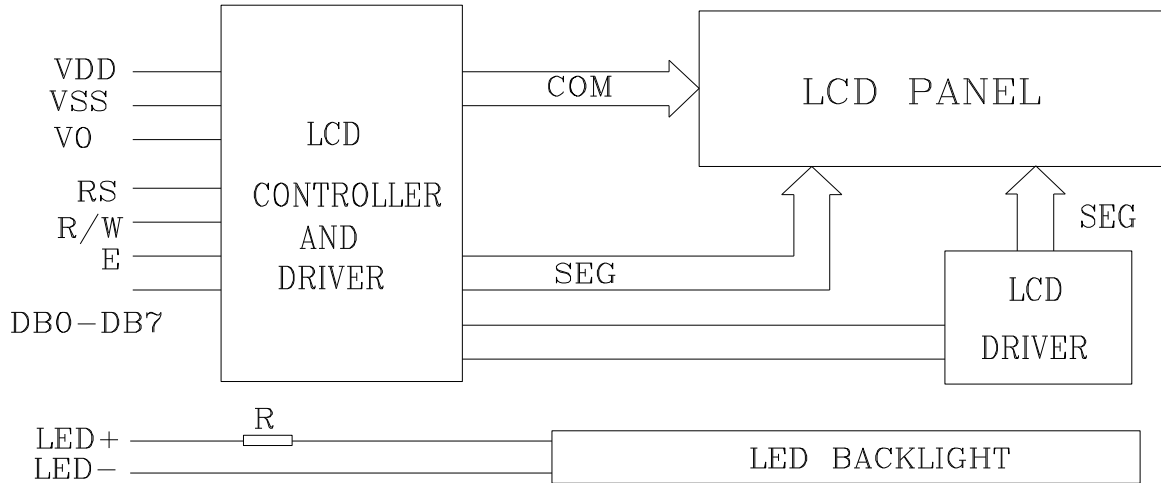 VDD
VSS
V0
RS
R/W
E
DB0-DB7
LCD
CONTROLLER
AND
DRIVER
COM
SEG
LCD PANEL
SEG
LCD
DRIVER
R
LED+
LED-
LED BACKLIGHT